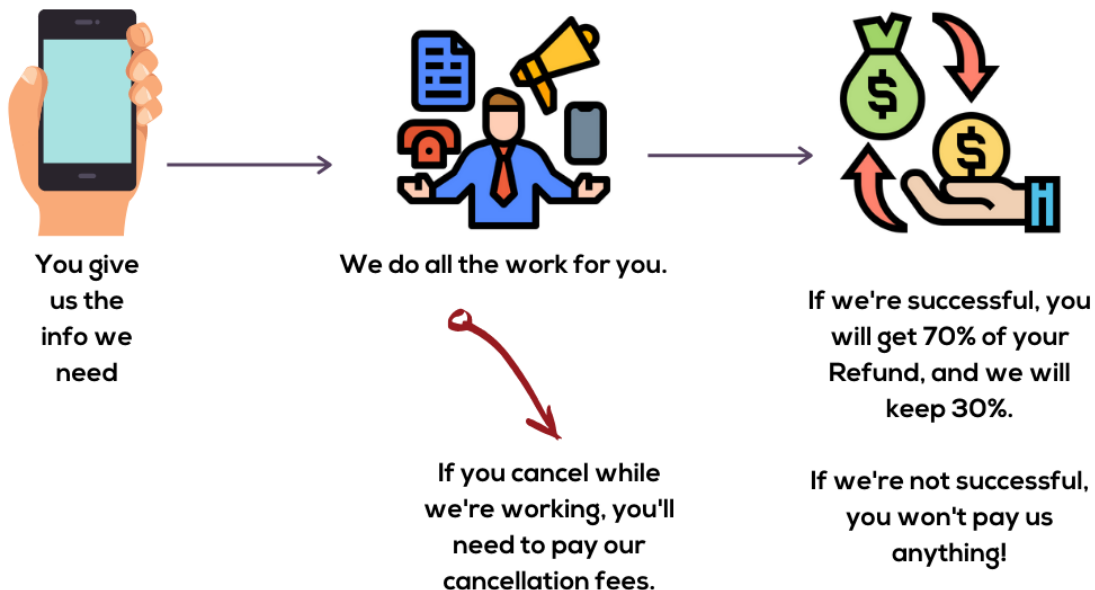 You give
us the
info we
need
We do all the work for you.
If you cancel while
we're working, you'll
need to pay our
cancellation fees.
$
$
If we're successful, you
will get 70% of your
Refund, and we will
keep 30%.
If we're not successful,
you won't pay us
anything!